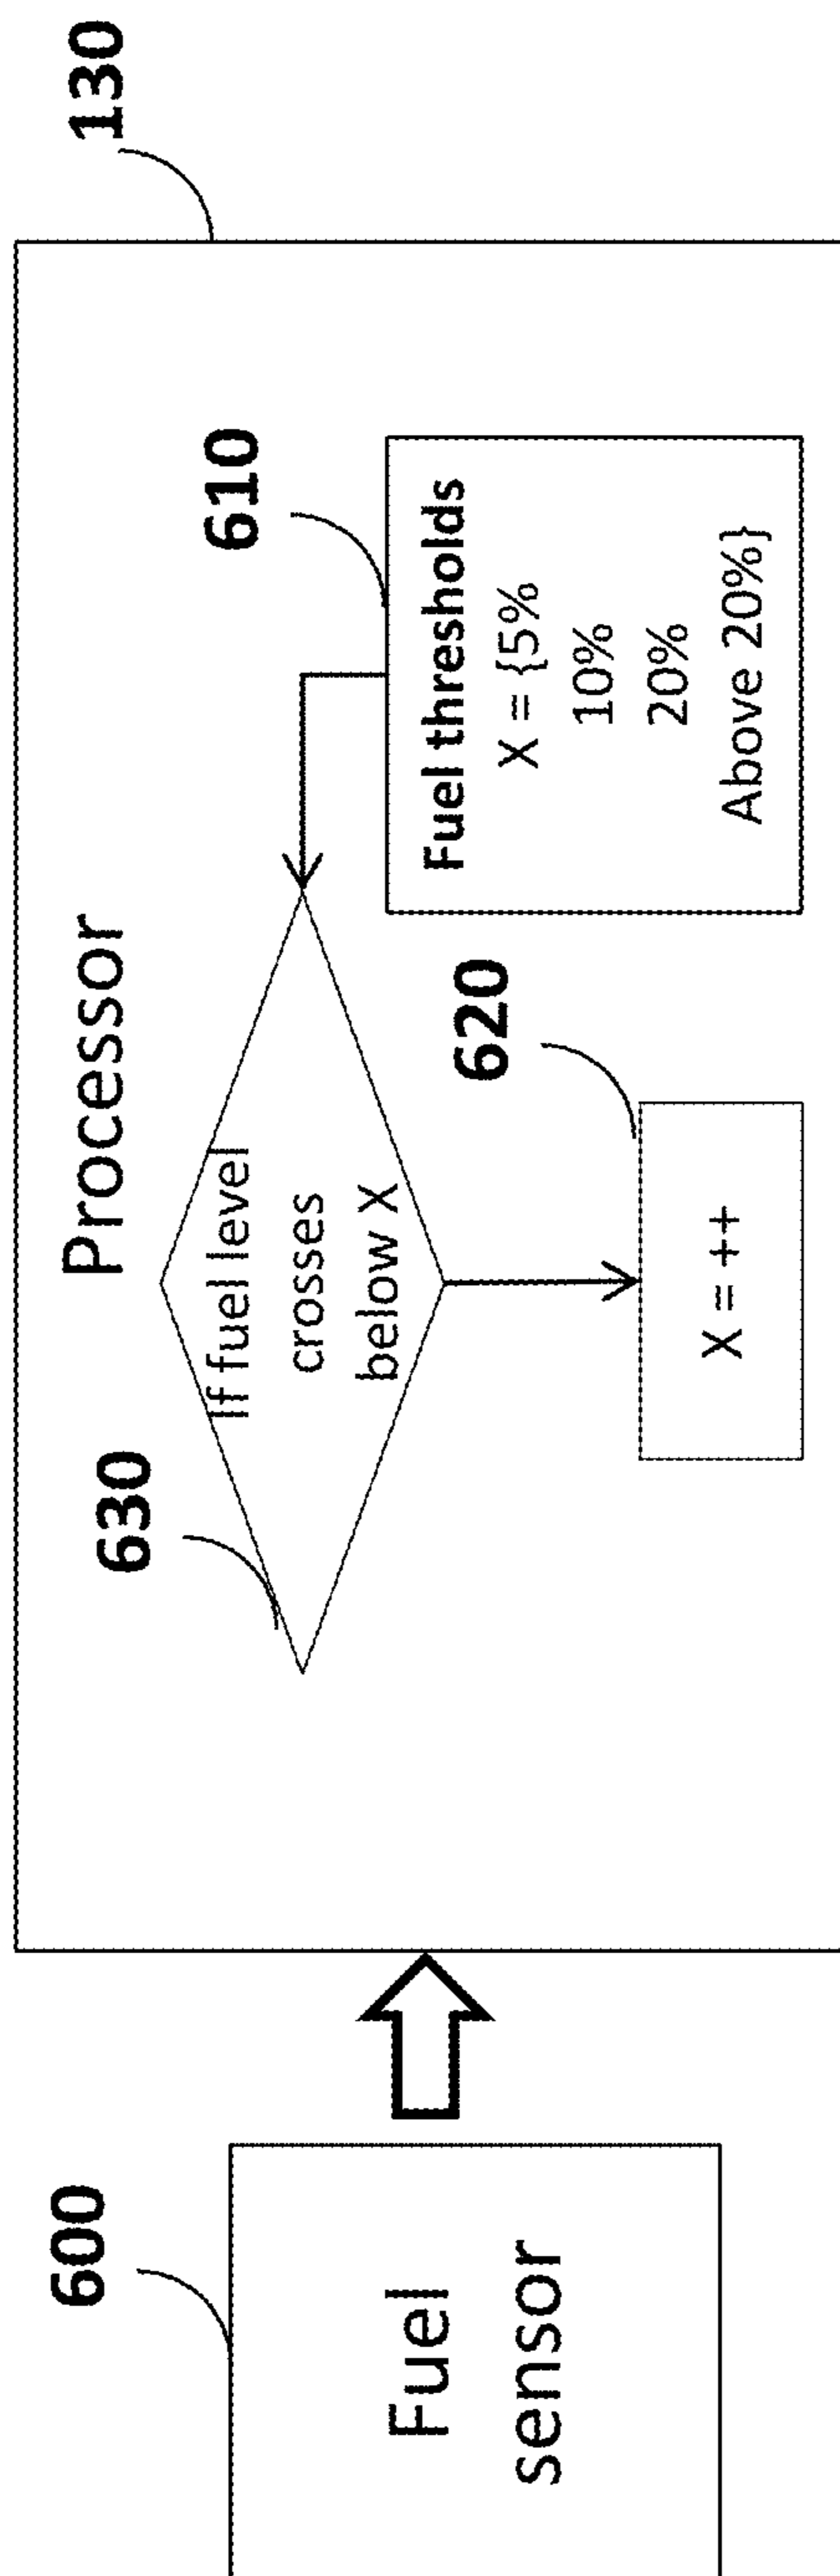 130
Processor
630
If fuel level
crosses
below X
610
Fuel thresholds
X = {5%
10%
20%
Above 20%}
620
X = ++
600
Fuel
sensor